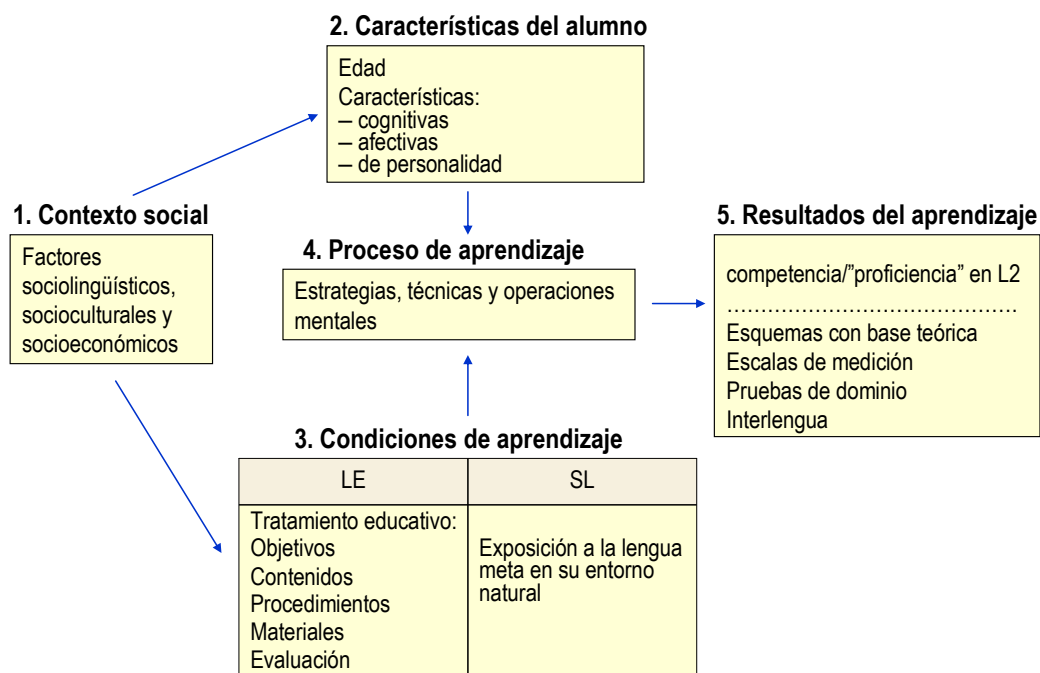 2. Características del alumno
Edad
Características:
– cognitivas
– afectivas
– de personalidad
1. Contexto social
Factores
sociolingüísticos,
socioculturales y
socioeconómicos
4. Proceso de aprendizaje
Estrategias, técnicas y operaciones
mentales
5. Resultados del aprendizaje
competencia/”proficiencia” en L2
……………………………………
Esquemas con base teórica
Escalas de medición
Pruebas de dominio
Interlengua
3. Condiciones de aprendizaje
LE
SL
Tratamiento educativo:
Objetivos
Contenidos
Procedimientos
Materiales
Evaluación
Exposición a la lengua
meta en su entorno
natural